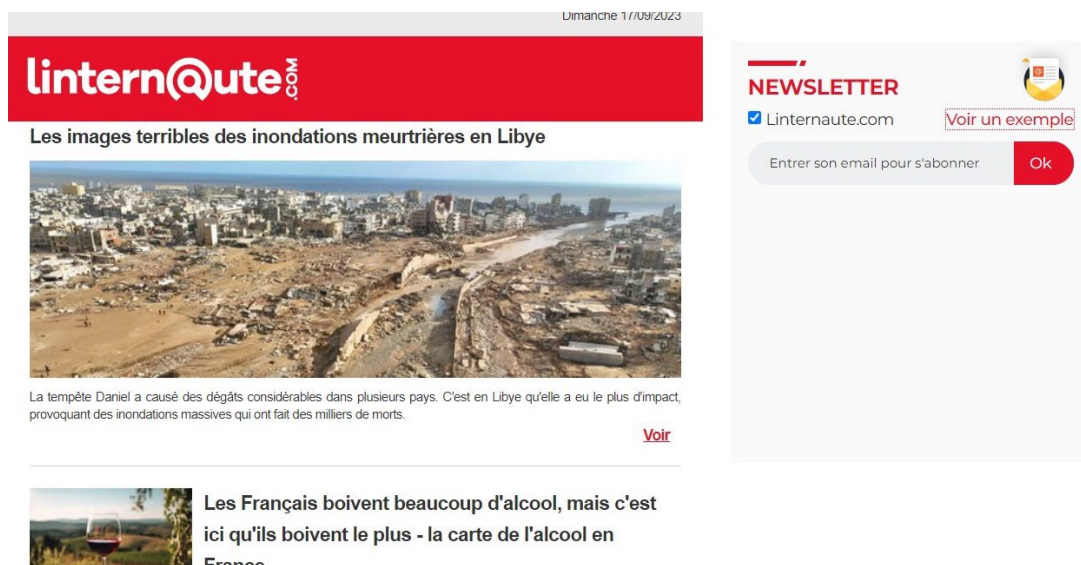 Dimanche 17/09/2023
lintern@ute.COM
Les images terribles des inondations meurtrières en Libye
La tempête Daniel a causé des dégâts considérables dans plusieurs pays. C'est en Libye qu'elle a eu le plus d'impact,
provoquant des inondations massives qui ont fait des milliers de morts.
Voir
Les Français boivent beaucoup d'alcool, mais c'est
ici qu'ils boivent le plus - la carte de l'alcool en
France
NEWSLETTER
Linternaute.com
Voir un exemple
Entrer son email pour s'abonner
Ok